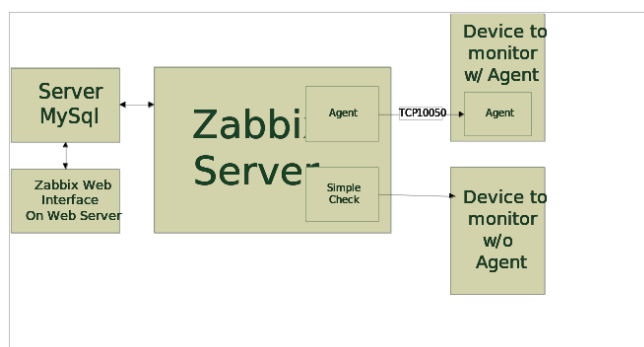 Server
MySql
Zabbix Web
Interface
On Web Server
Zabbix
Server
Agent
Simple
Check
TCP10050
Device to
monitor
w/ Agent
Agent
Device to
monitor
w/o
Agent